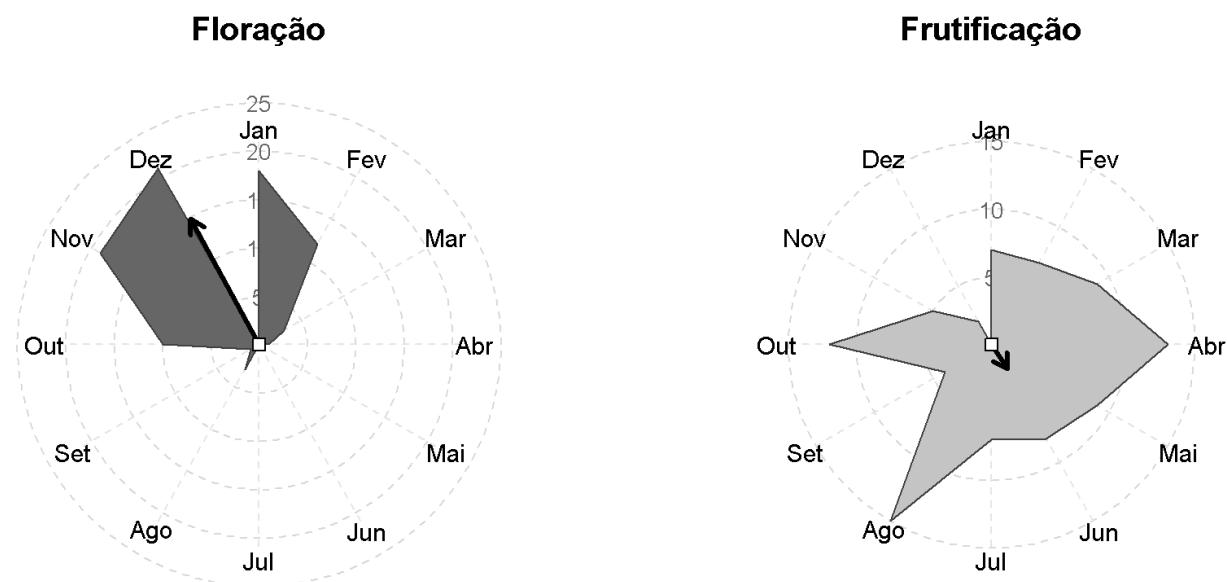 Floração
25
Jan
20
Dez
Fev
Nov
Mar
5
Out
Abr
Set
Mai
Ago
Jun
Jul
Frutificação
Jan
15
Dez
Fev
10
Nov
Mar
5
Out
Abr
Set
Mai
Ago
Jun
Jul